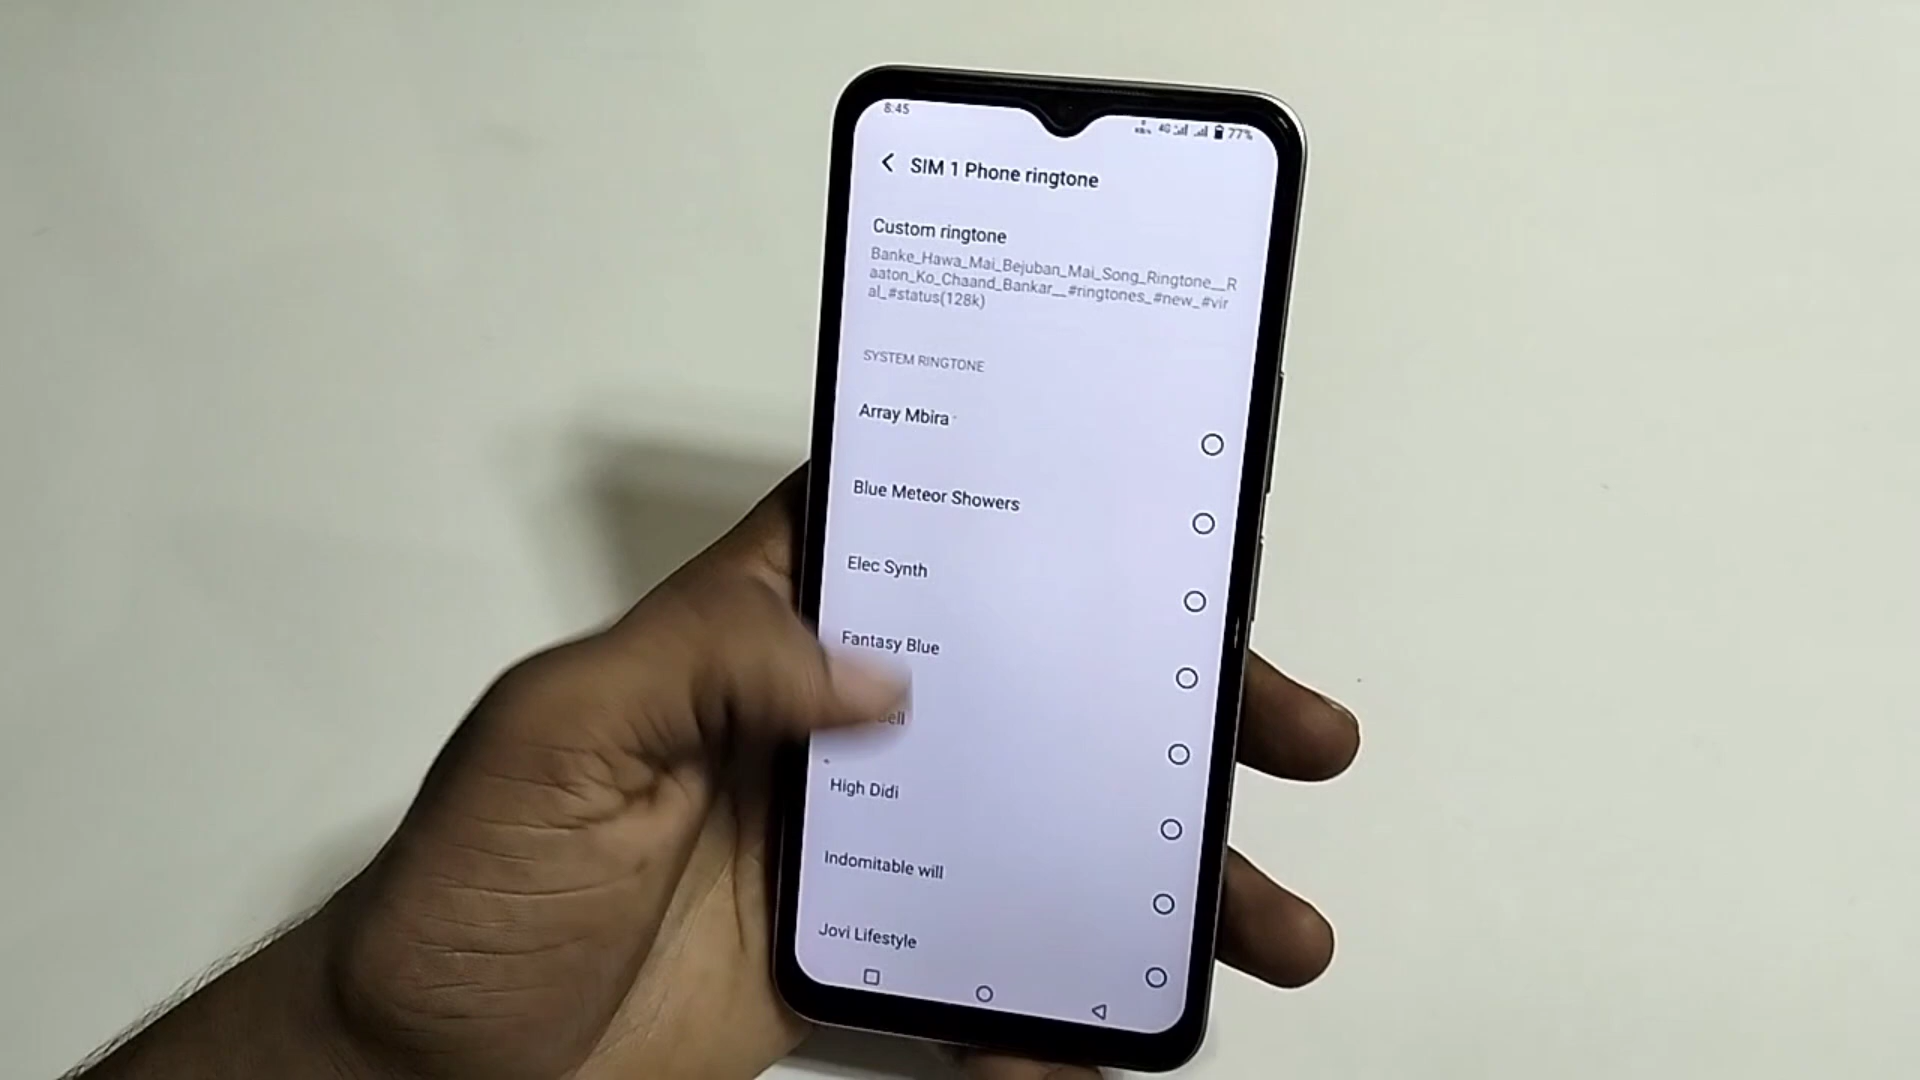 8:45
4G 77%
SIM 1 Phone ringtone
Custom ringtone
Banke_Hawa_Mai_Bejuban_Mai_Song_Ringtone__R
aaton_Ko_Chaand_Bankar__#ringtones_#new_#vir
al_#status(128k)
SYSTEM RINGTONE
Array Mbira
Blue Meteor Showers
Elec Synth
Fantasy Blue
High Didi
Indomitable will
Jovi Lifestyle